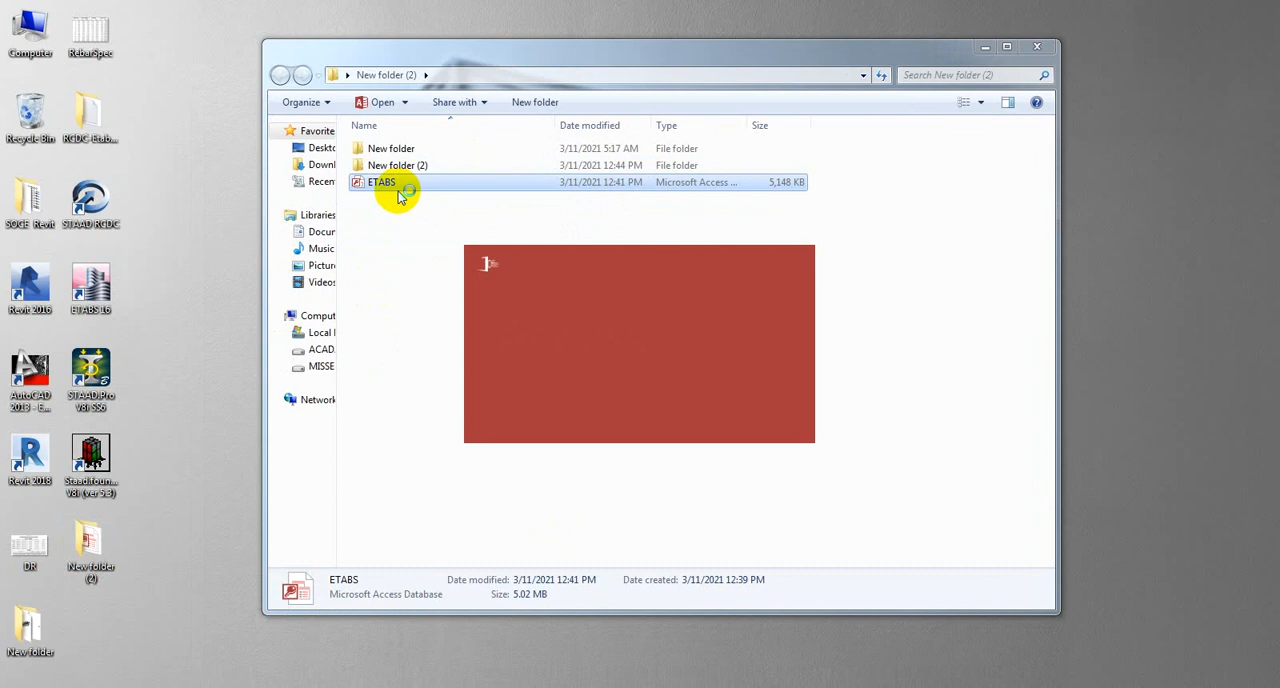 Computer
RebarSpec
Recycle Bin
RCDC-Etab...
SOCE_Revit
STAAD RCDC
Revit 2016
ETABS 16
AutoCAD
2013 - E...
STAAD.Pro
V8i SS6
Revit 2018
Staad.foun...
V8i (ver 5.3)
DR
New folder
(2)
New folder
New folder (2)
Search New folder (2)
Organize
Open
Share with
New folder
Name
Date modified
Type
Size
Favorite
Deskto
Downl
Recen
Libraries
Docur
Music
Pictur
Videos
Comput
Local
ACAD
MISSE
Network
New folder
3/11/2021 5:17 AM
File folder
New folder (2)
3/11/2021 12:44 PM
File folder
ETABS
3/11/2021 12:41 PM
Microsoft Access ...
5,148 KB
ETABS
Date modified: 3/11/2021 12:41 PM
Date created: 3/11/2021 12:39 PM
Microsoft Access Database
Size: 5.02 MB